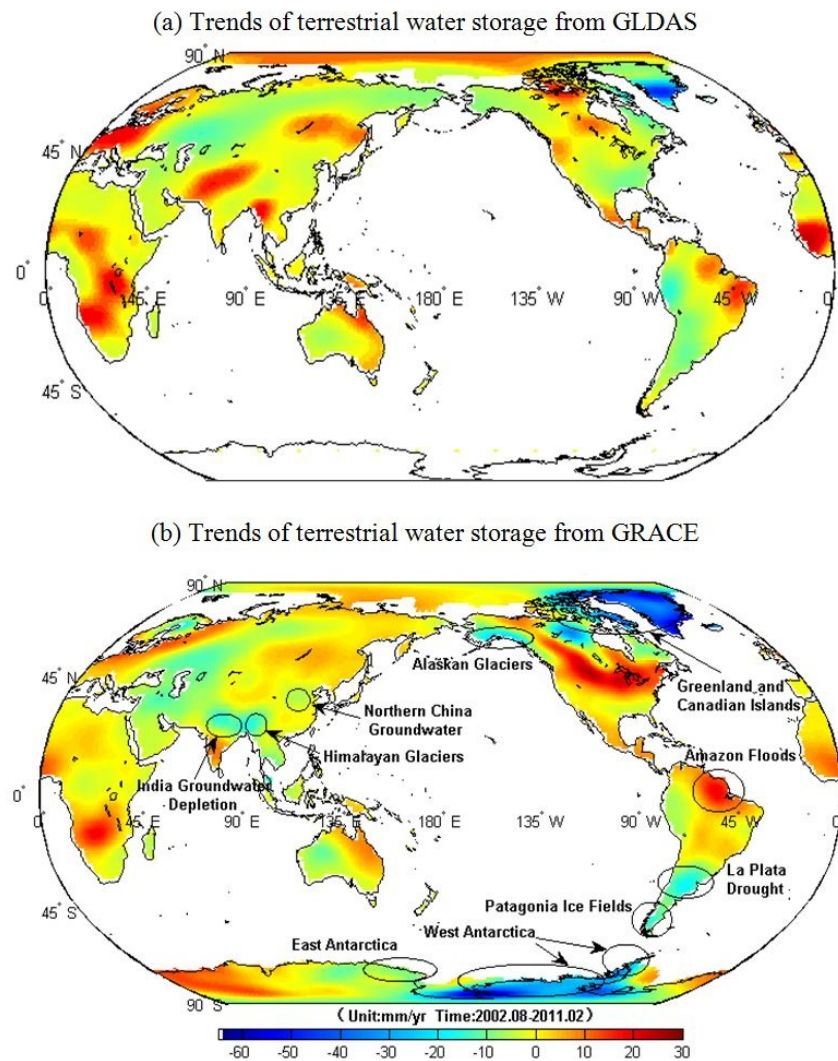 (a) Trends of terrestrial water storage from GLDAS
90° N
45° N
0°
0° 45° E 90° E 135° E 180° E 135° W 90° W 45° W 0
45° S
(b) Trends of terrestrial water storage from GRACE
90° N
45° N
Alaskan Glaciers
Greenland and
Canadian Islands
Northern China
Groundwater
Himalayan Glaciers
Amazon Floods
India Groundwater
Depletion
0°
0° 45° E 90° E 135° E 180° E 135° W 90° W 45° W 0
La Plata
Drought
45° S
Patagonia Ice Fields
West Antarctica
East Antarctica
90° S
( Unit:mm/yr Time:2002.08-2011.02 )
-60 -50 -40 -30 -20 -10 0 10 20 30